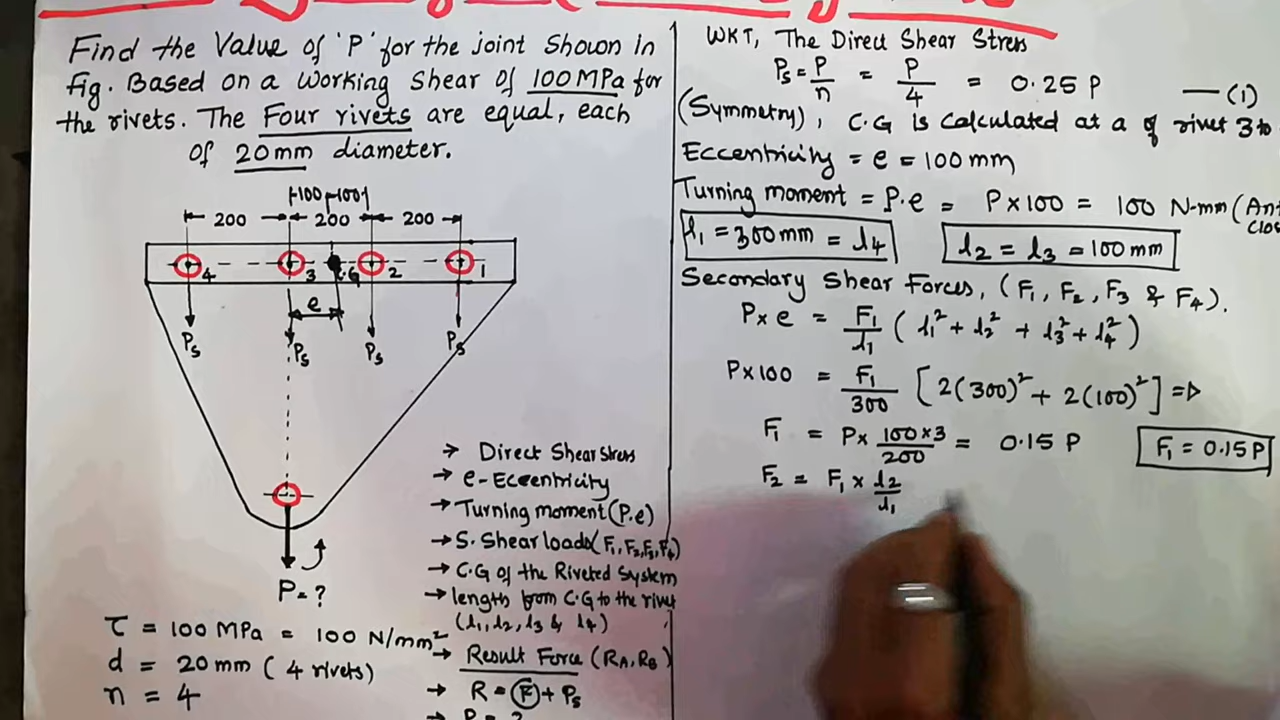 Find the Value of 'P' for the joint Shown in
Fig. Based on a working Shear of 100 MPa for
the rivets. The Four rivets are equal, each
of 20mm diameter.
100 100
200 200 200
4 3 CG 2 1
e
Ps Ps Ps Ps
P = ?
τ = 100 MPa = 100 N/mm²
d = 20mm ( 4 rivets)
n = 4
→ Direct Shear Stress
→ e-Eccentricity
→ Turning moment (P.e)
→ S. Shear loads (F1, F2, F3, F4)
→ C.G of the Riveted System
→ length from C.G to the rivet
(l1, l2, l3 & l4)
→ Result Force (RA, RB)
→ R = F + Ps
→ P = ?
WKT, The Direct Shear Stress
Ps = P/n = P/4 = 0.25 P —(1)
(Symmetry), C.G is Calculated at a of rivet 3 to
Eccentricity = e = 100 mm
Turning moment = P.e = P×100 = 100 N-mm (Ant
l1 = 300mm = l4 l2 = l3 = 100 mm
Secondary Shear Forces, (F1, F2, F3 & F4).
P×e = F1/l1 ( l1² + l2² + l3² + l4² )
P×100 = F1/300 [ 2(300)² + 2(100)² ] ⇒
F1 = P× 100×3/200 = 0.15 P F1 = 0.15P
F2 = F1 × l2/l1